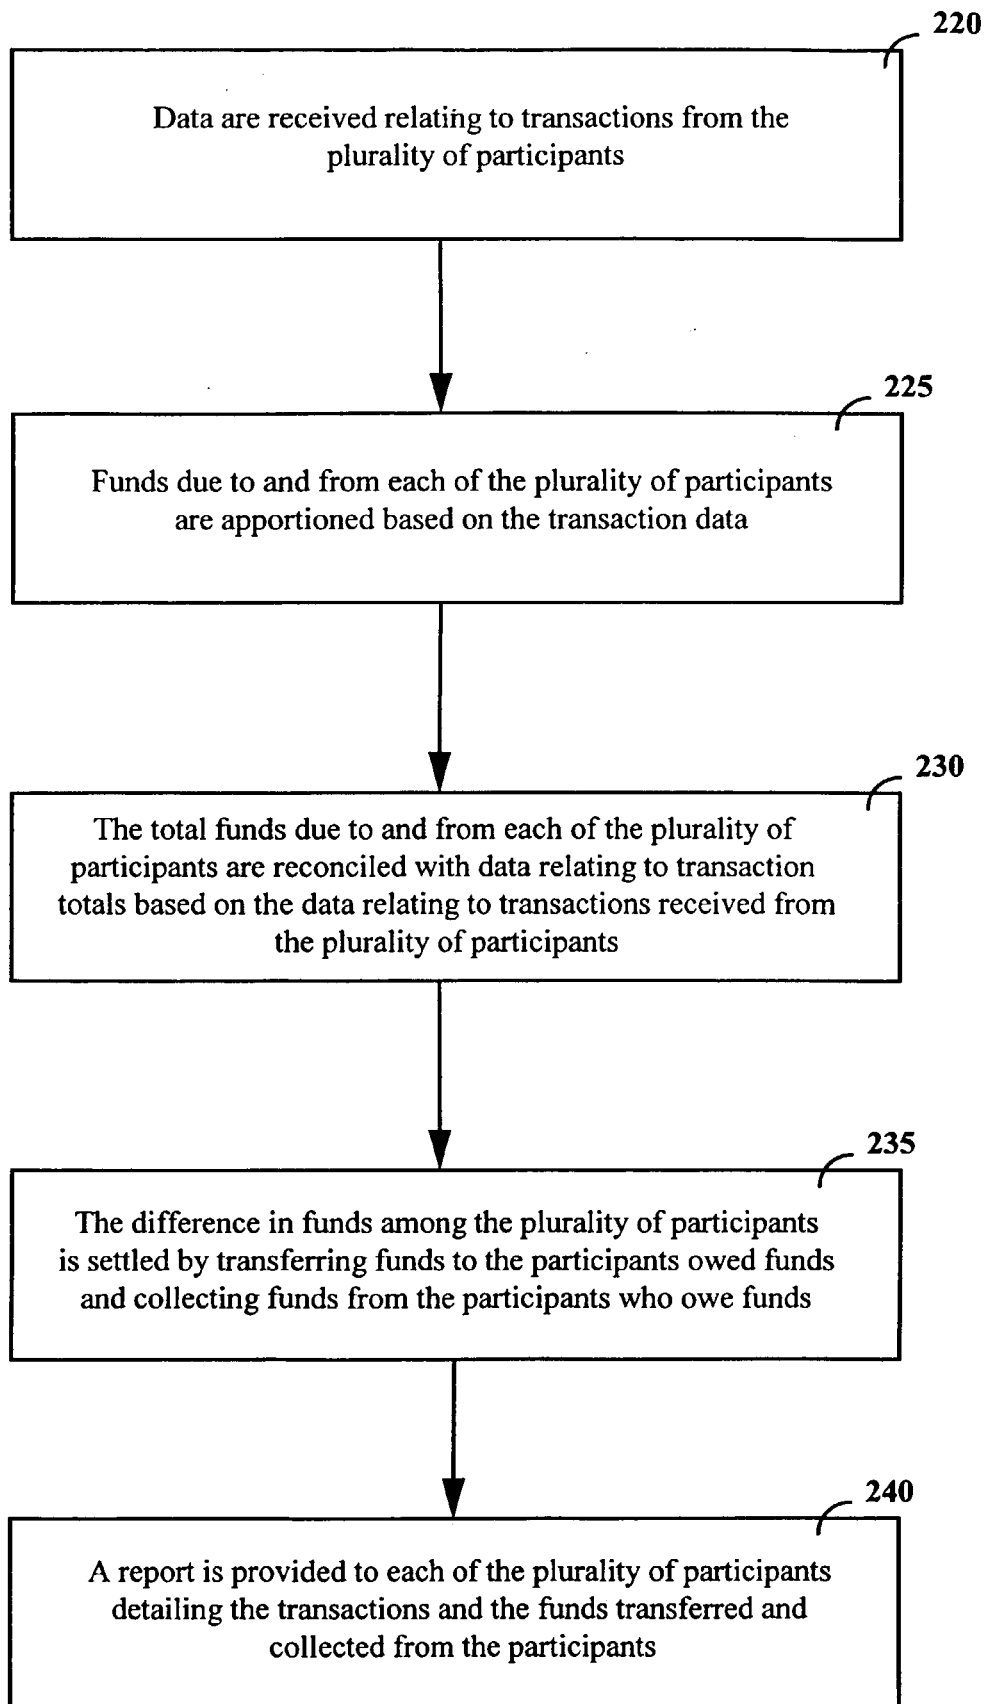 220
Data are received relating to transactions from the
plurality of participants
225
Funds due to and from each of the plurality of participants
are apportioned based on the transaction data
230
The total funds due to and from each of the plurality of
participants are reconciled with data relating to transaction
totals based on the data relating to transactions received from
the plurality of participants
235
The difference in funds among the plurality of participants
is settled by transferring funds to the participants owed funds
and collecting funds from the participants who owe funds
240
A report is provided to each of the plurality of participants
detailing the transactions and the funds transferred and
collected from the participants